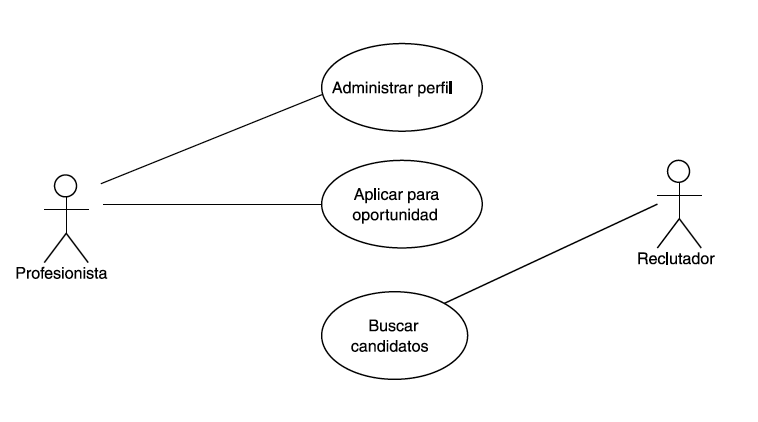 Administrar perfil
Aplicar para
oportunidad
Profesionista
Reclutador
Buscar
candidatos